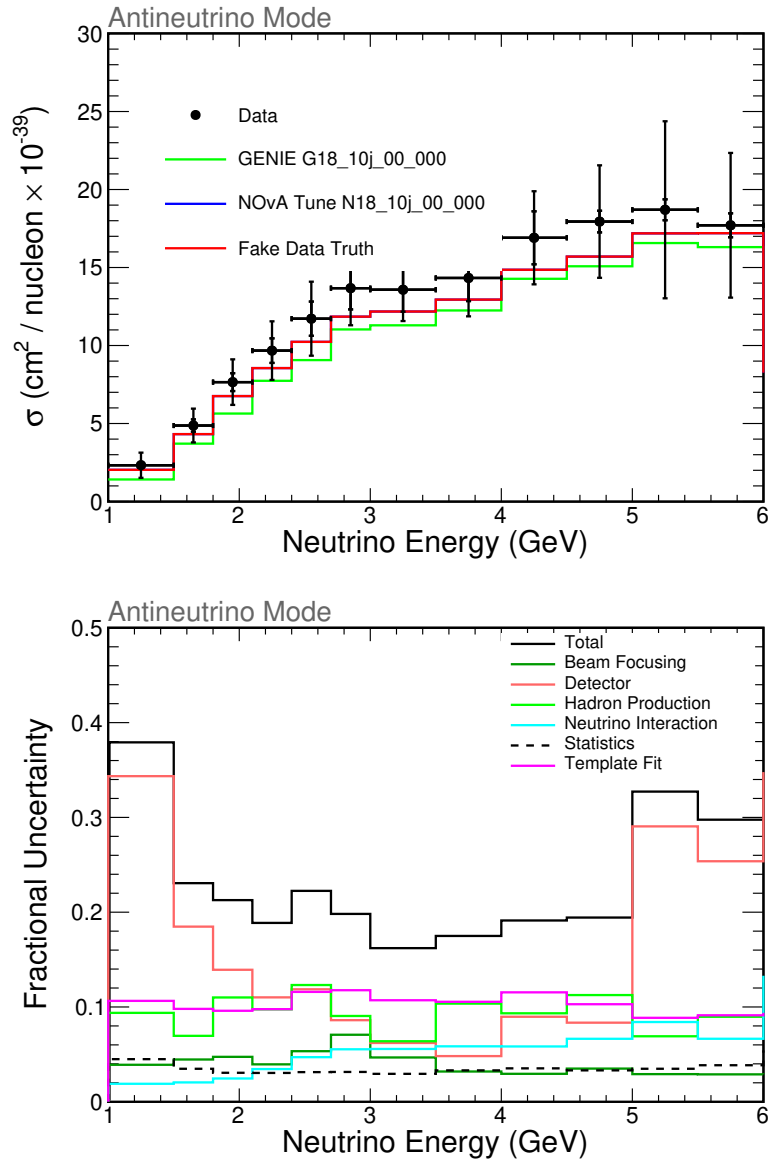 Antineutrino Mode
30
25
20
15
10
5
0
σ (cm² / nucleon × 10⁻³⁹)
Data
GENIE G18_10j_00_000
NOvA Tune N18_10j_00_000
Fake Data Truth
1 2 3 4 5 6
Neutrino Energy (GeV)
Antineutrino Mode
0.5
0.4
0.3
0.2
0.1
0
Fractional Uncertainty
Total
Beam Focusing
Detector
Hadron Production
Neutrino Interaction
Statistics
Template Fit
1 2 3 4 5 6
Neutrino Energy (GeV)